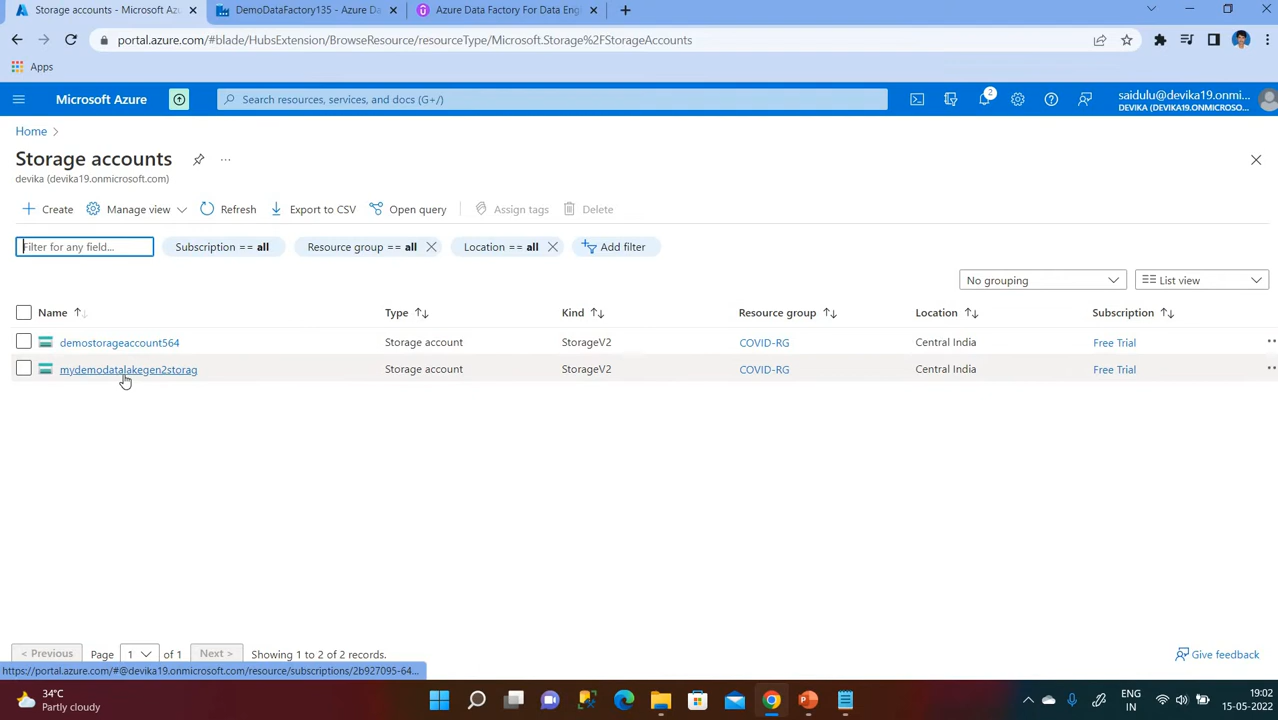 Storage accounts - Microsoft Az
DemoDataFactory135 - Azure Da
Azure Data Factory For Data Eng
portal.azure.com/#blade/HubsExtension/BrowseResource/resourceType/Microsoft.Storage%2FStorageAccounts
Apps
Microsoft Azure
Search resources, services, and docs (G+/)
2
saidulu@devika19.onmi...
DEVIKA (DEVIKA19.ONMICROSO...
Home
Storage accounts
devika (devika19.onmicrosoft.com)
Create
Manage view
Refresh
Export to CSV
Open query
Assign tags
Delete
Filter for any field...
Subscription == all
Resource group == all
Location == all
Add filter
No grouping
List view
Name Type Kind Resource group Location Subscription
demostorageaccount564 Storage account StorageV2 COVID-RG Central India Free Trial
mydemodatalakegen2storag Storage account StorageV2 COVID-RG Central India Free Trial
< Previous Page 1 of 1 Next > Showing 1 to 2 of 2 records.
Give feedback
https://portal.azure.com/#@devika19.onmicrosoft.com/resource/subscriptions/2b927095-64...
34°C
Partly cloudy
ENG
IN
19:02
15-05-2022